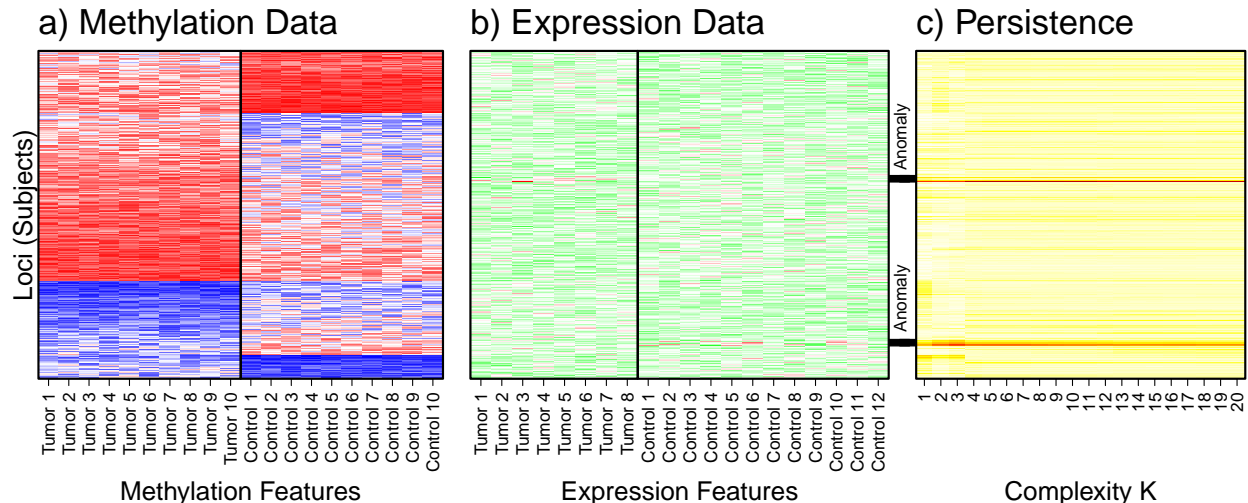 a) Methylation Data
b) Expression Data
c) Persistence
Loci (Subjects)
Anomaly
Anomaly
Tumor 1
Tumor 2
Tumor 3
Tumor 4
Tumor 5
Tumor 6
Tumor 7
Tumor 8
Tumor 9
Tumor 10
Control 1
Control 2
Control 3
Control 4
Control 5
Control 6
Control 7
Control 8
Control 9
Control 10
Tumor 1
Tumor 2
Tumor 3
Tumor 4
Tumor 5
Tumor 6
Tumor 7
Tumor 8
Control 1
Control 2
Control 3
Control 4
Control 5
Control 6
Control 7
Control 8
Control 9
Control 10
Control 11
Control 12
1
2
3
4
5
6
7
8
9
10
11
12
13
14
15
16
17
18
19
20
Methylation Features
Expression Features
Complexity K